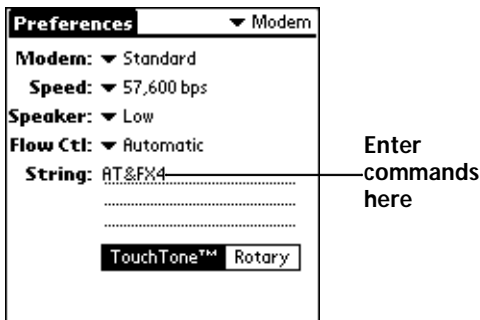 Preferences ▼ Modem
Modem: ▼ Standard
Speed: ▼ 57,600 bps
Speaker: ▼ Low
Flow Ctl: ▼ Automatic
String: AT&FX4
TouchTone™ Rotary
Enter
commands
here